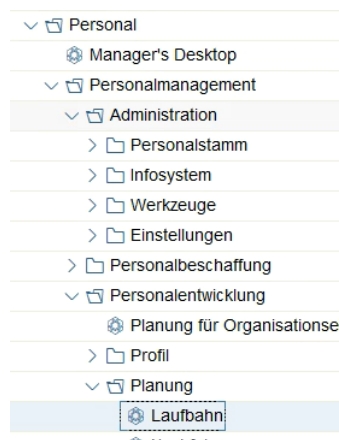 Personal
Manager's Desktop
Personalmanagement
Administration
Personalstamm
Infosystem
Werkzeuge
Einstellungen
Personalbeschaffung
Personalentwicklung
Planung für Organisationse
Profil
Planung
Laufbahn